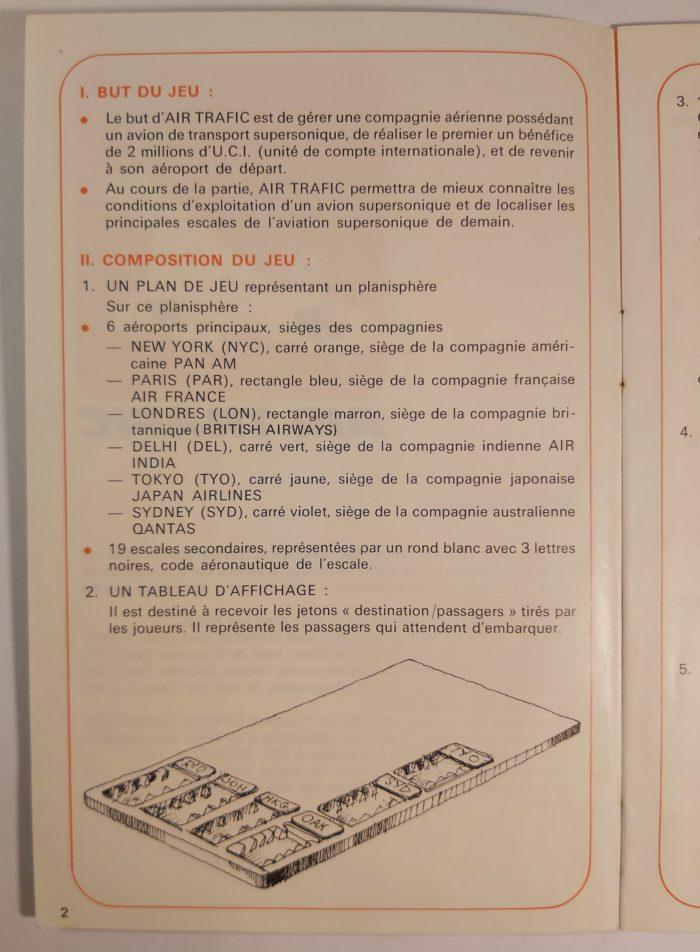 I. BUT DU JEU :
• Le but d'AIR TRAFIC est de gérer une compagnie aérienne possédant
un avion de transport supersonique, de réaliser le premier un bénéfice
de 2 millions d'U.C.I. (unité de compte internationale), et de revenir
à son aéroport de départ.
• Au cours de la partie, AIR TRAFIC permettra de mieux connaître les
conditions d'exploitation d'un avion supersonique et de localiser les
principales escales de l'aviation supersonique de demain.
II. COMPOSITION DU JEU :
1. UN PLAN DE JEU représentant un planisphère
Sur ce planisphère :
• 6 aéroports principaux, sièges des compagnies
— NEW YORK (NYC), carré orange, siège de la compagnie améri-
caine PAN AM
— PARIS (PAR), rectangle bleu, siège de la compagnie française
AIR FRANCE
— LONDRES (LON), rectangle marron, siège de la compagnie bri-
tannique (BRITISH AIRWAYS)
— DELHI (DEL), carré vert, siège de la compagnie indienne AIR
INDIA
— TOKYO (TYO), carré jaune, siège de la compagnie japonaise
JAPAN AIRLINES
— SYDNEY (SYD), carré violet, siège de la compagnie australienne
QANTAS
• 19 escales secondaires, représentées par un rond blanc avec 3 lettres
noires, code aéronautique de l'escale.
2. UN TABLEAU D'AFFICHAGE :
Il est destiné à recevoir les jetons « destination/passagers » tirés par
les joueurs. Il représente les passagers qui attendent d'embarquer.
RIO
JOH
HKG
OAK
SYD
TYO
2
3.
4.
5.